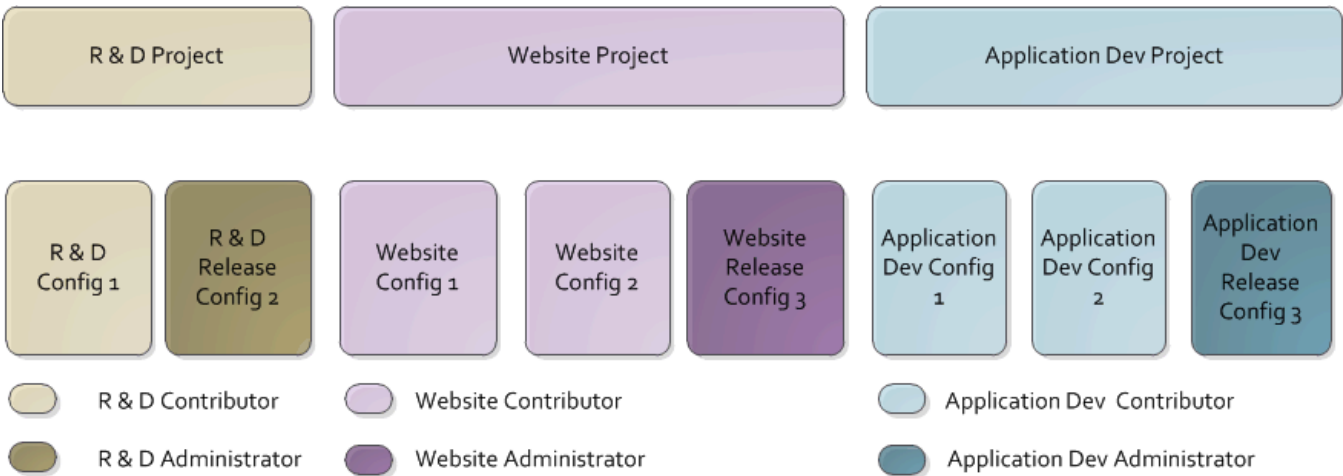 R & D Project
Website Project
Application Dev Project
R & D
Config 1
R & D
Release
Config 2
Website
Config 1
Website
Config 2
Website
Release
Config 3
Application
Dev Config
1
Application
Dev Config
2
Application
Dev
Release
Config 3
R & D Contributor
Website Contributor
Application Dev Contributor
R & D Administrator
Website Administrator
Application Dev Administrator